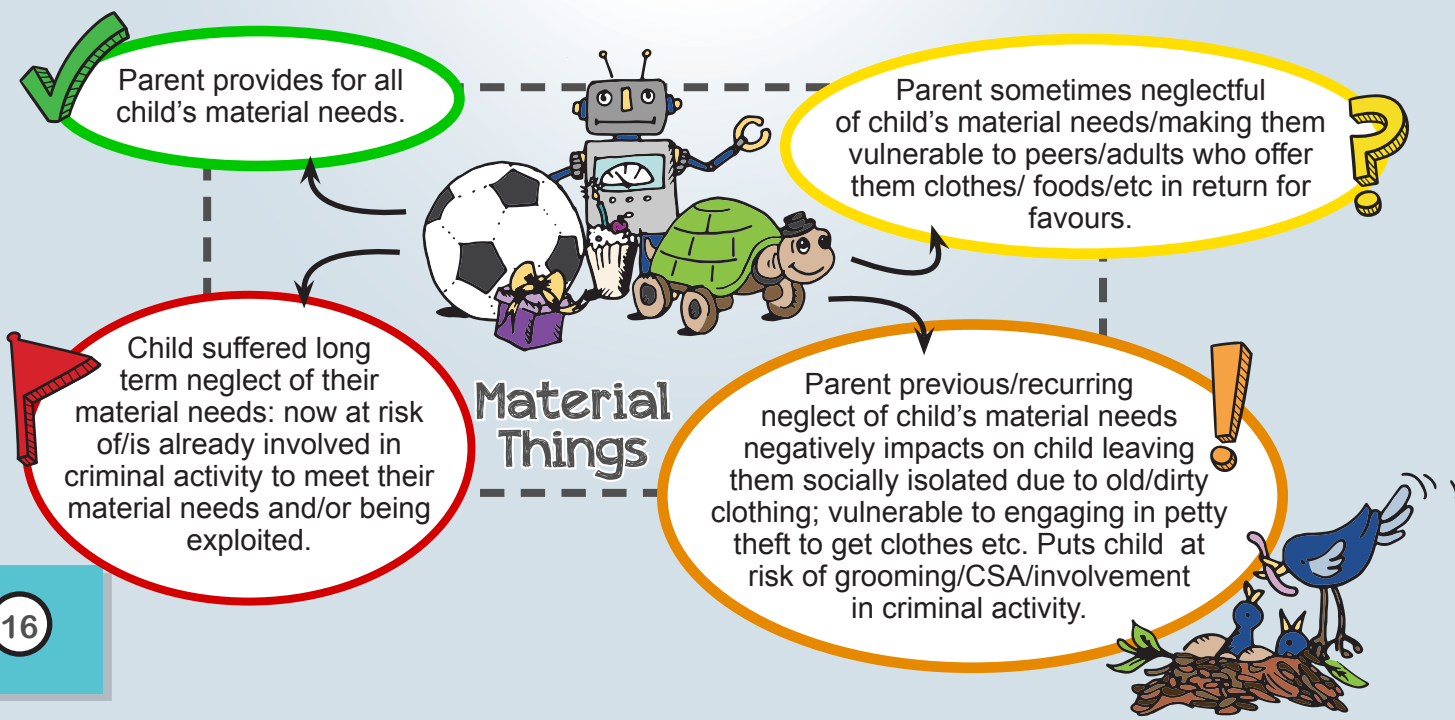 Parent provides for all
child's material needs.
Parent sometimes neglectful
of child's material needs/making them
vulnerable to peers/adults who offer
them clothes/ foods/etc in return for
favours.
Child suffered long
term neglect of their
material needs: now at risk
of/is already involved in
criminal activity to meet their
material needs and/or being
exploited.
Material
Things
Parent previous/recurring
neglect of child's material needs
negatively impacts on child leaving
them socially isolated due to old/dirty
clothing; vulnerable to engaging in petty
theft to get clothes etc. Puts child at
risk of grooming/CSA/involvement
in criminal activity.
16